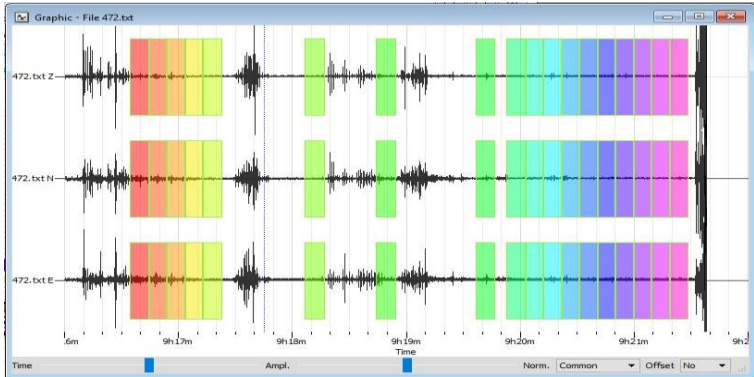 Graphic - File 472.txt
472.txt Z
472.txt N
472.txt E
.6m 9h17m 9h18m 9h19m 9h20m 9h21m 9h2
Time
Time Ampl. Norm. Common Offset No